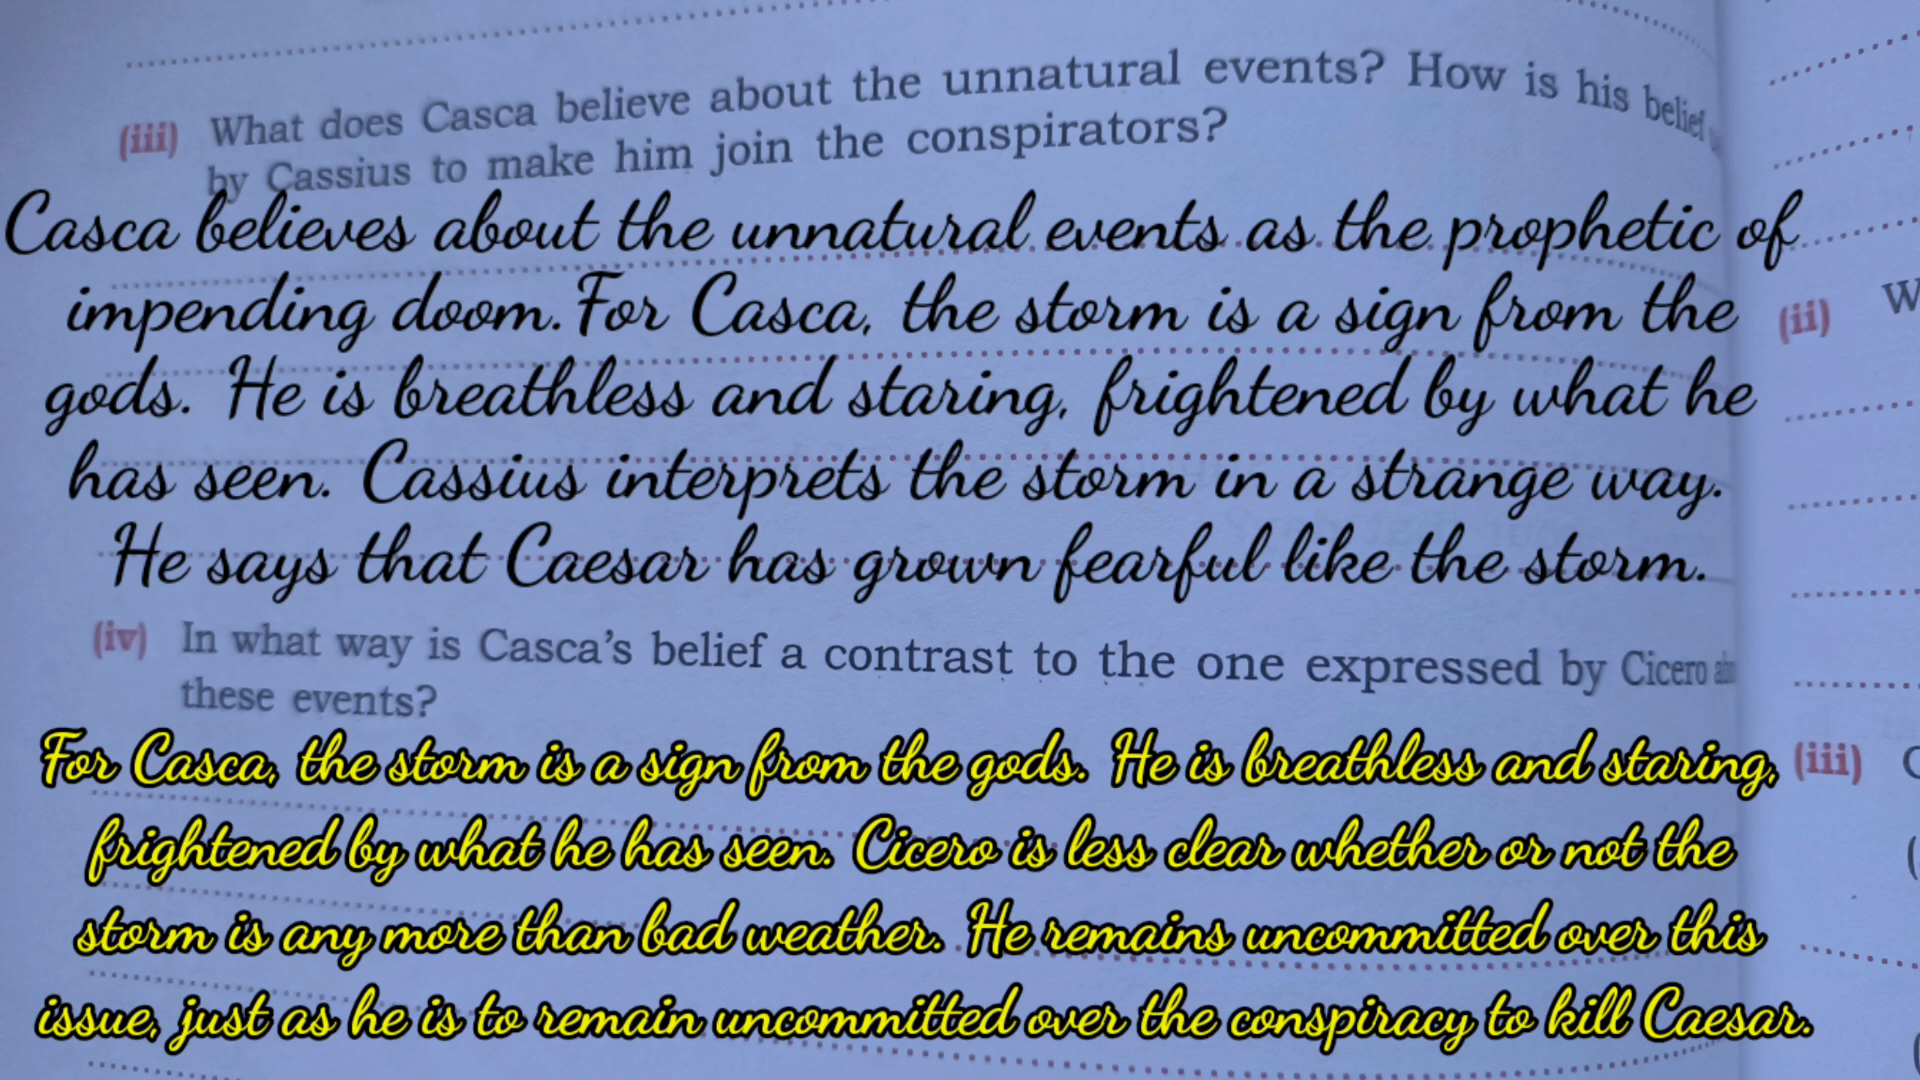 (iii) What does Casca believe about the unnatural events? How is his belief
by Cassius to make him join the conspirators?
Casca believes about the unnatural events as the prophetic of
impending doom. For Casca, the storm is a sign from the
gods. He is breathless and staring, frightened by what he
has seen. Cassius interprets the storm in a strange way.
He says that Caesar has grown fearful like the storm.
(iv) In what way is Casca's belief a contrast to the one expressed by Cicero
these events?
For Casca, the storm is a sign from the gods. He is breathless and staring,
frightened by what he has seen. Cicero is less clear whether or not the
storm is any more than bad weather. He remains uncommitted over this
issue, just as he is to remain uncommitted over the conspiracy to kill Caesar.
(ii) W
(iii)